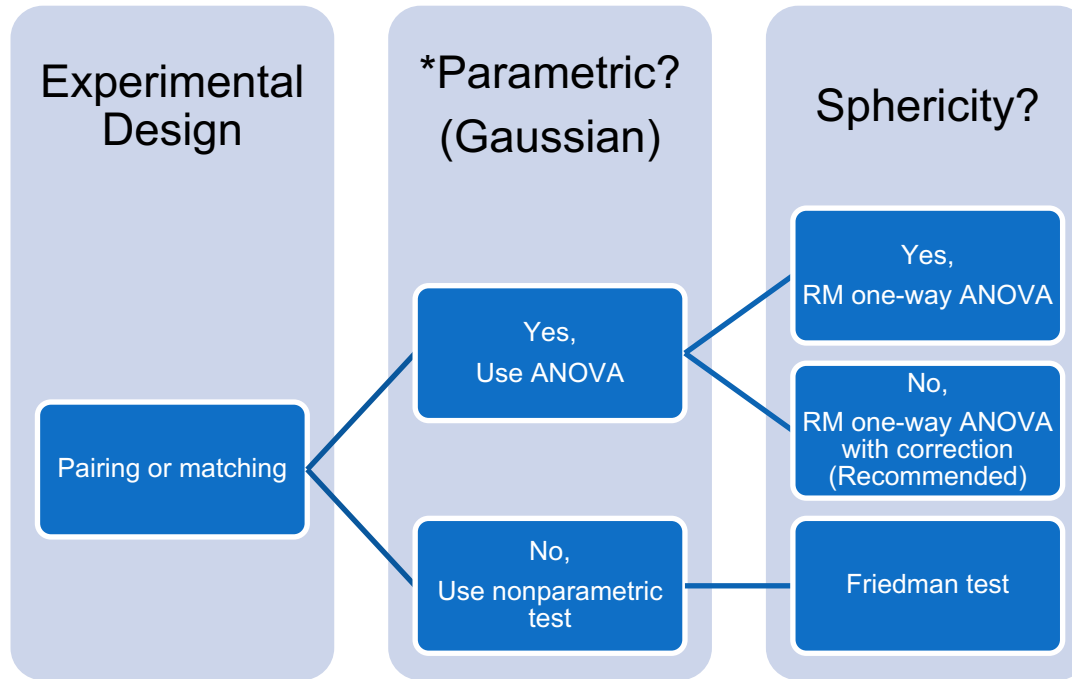 Experimental
Design
*Parametric?
(Gaussian)
Sphericity?
Pairing or matching
Yes,
Use ANOVA
No,
Use nonparametric
test
Yes,
RM one-way ANOVA
No,
RM one-way ANOVA
with correction
(Recommended)
Friedman test